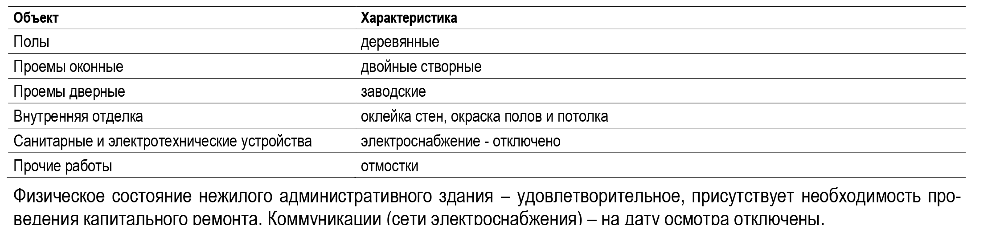 Объект Характеристика
Полы деревянные
Проемы оконные двойные створные
Проемы дверные заводские
Внутренняя отделка оклейка стен, окраска полов и потолка
Санитарные и электротехнические устройства электроснабжение - отключено
Прочие работы отмостки
Физическое состояние нежилого административного здания – удовлетворительное, присутствует необходимость про-
ведения капитального ремонта. Коммуникации (сети электроснабжения) – на дату осмотра отключены.